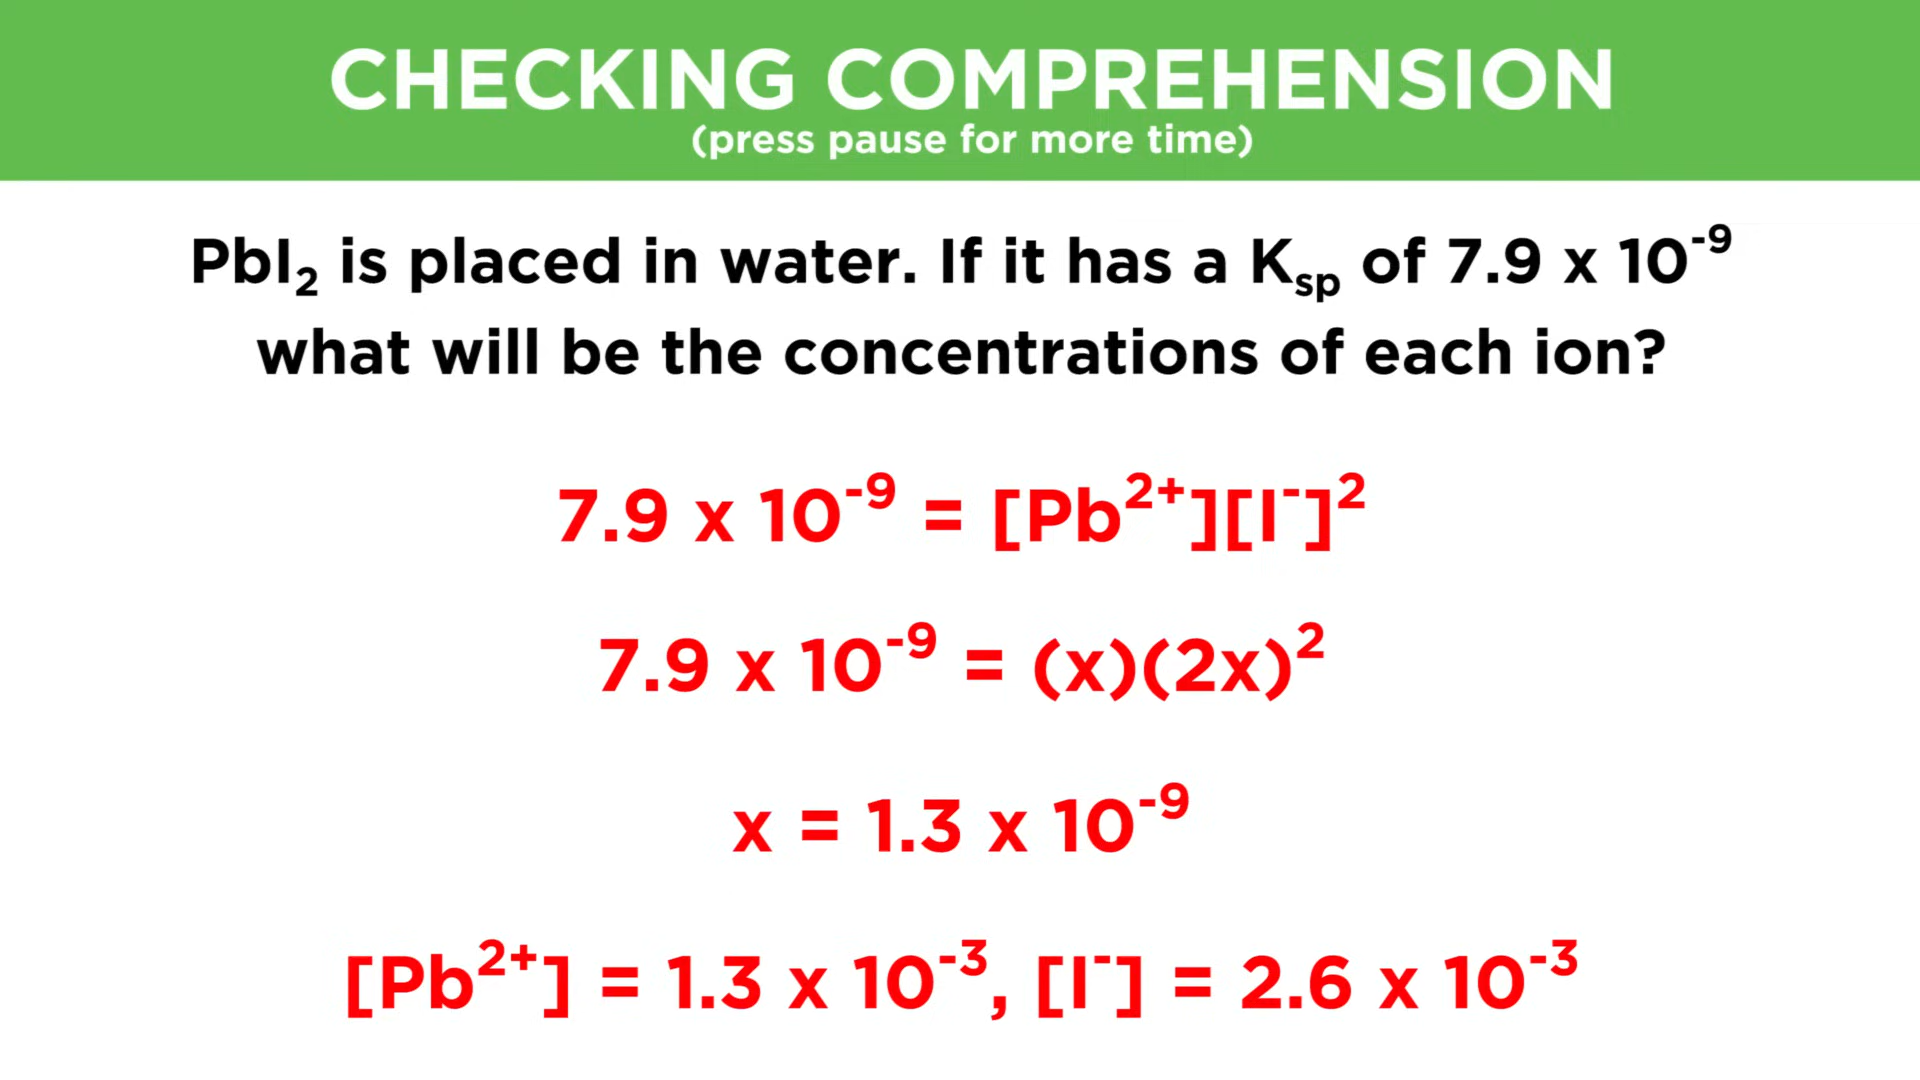 CHECKING COMPREHENSION
(press pause for more time)
PbI₂ is placed in water. If it has a Kₛₚ of 7.9 x 10⁻⁹
what will be the concentrations of each ion?
7.9 x 10⁻⁹ = [Pb²⁺][I⁻]²
7.9 x 10⁻⁹ = (x)(2x)²
x = 1.3 x 10⁻⁹
[Pb²⁺] = 1.3 x 10⁻³, [I⁻] = 2.6 x 10⁻³